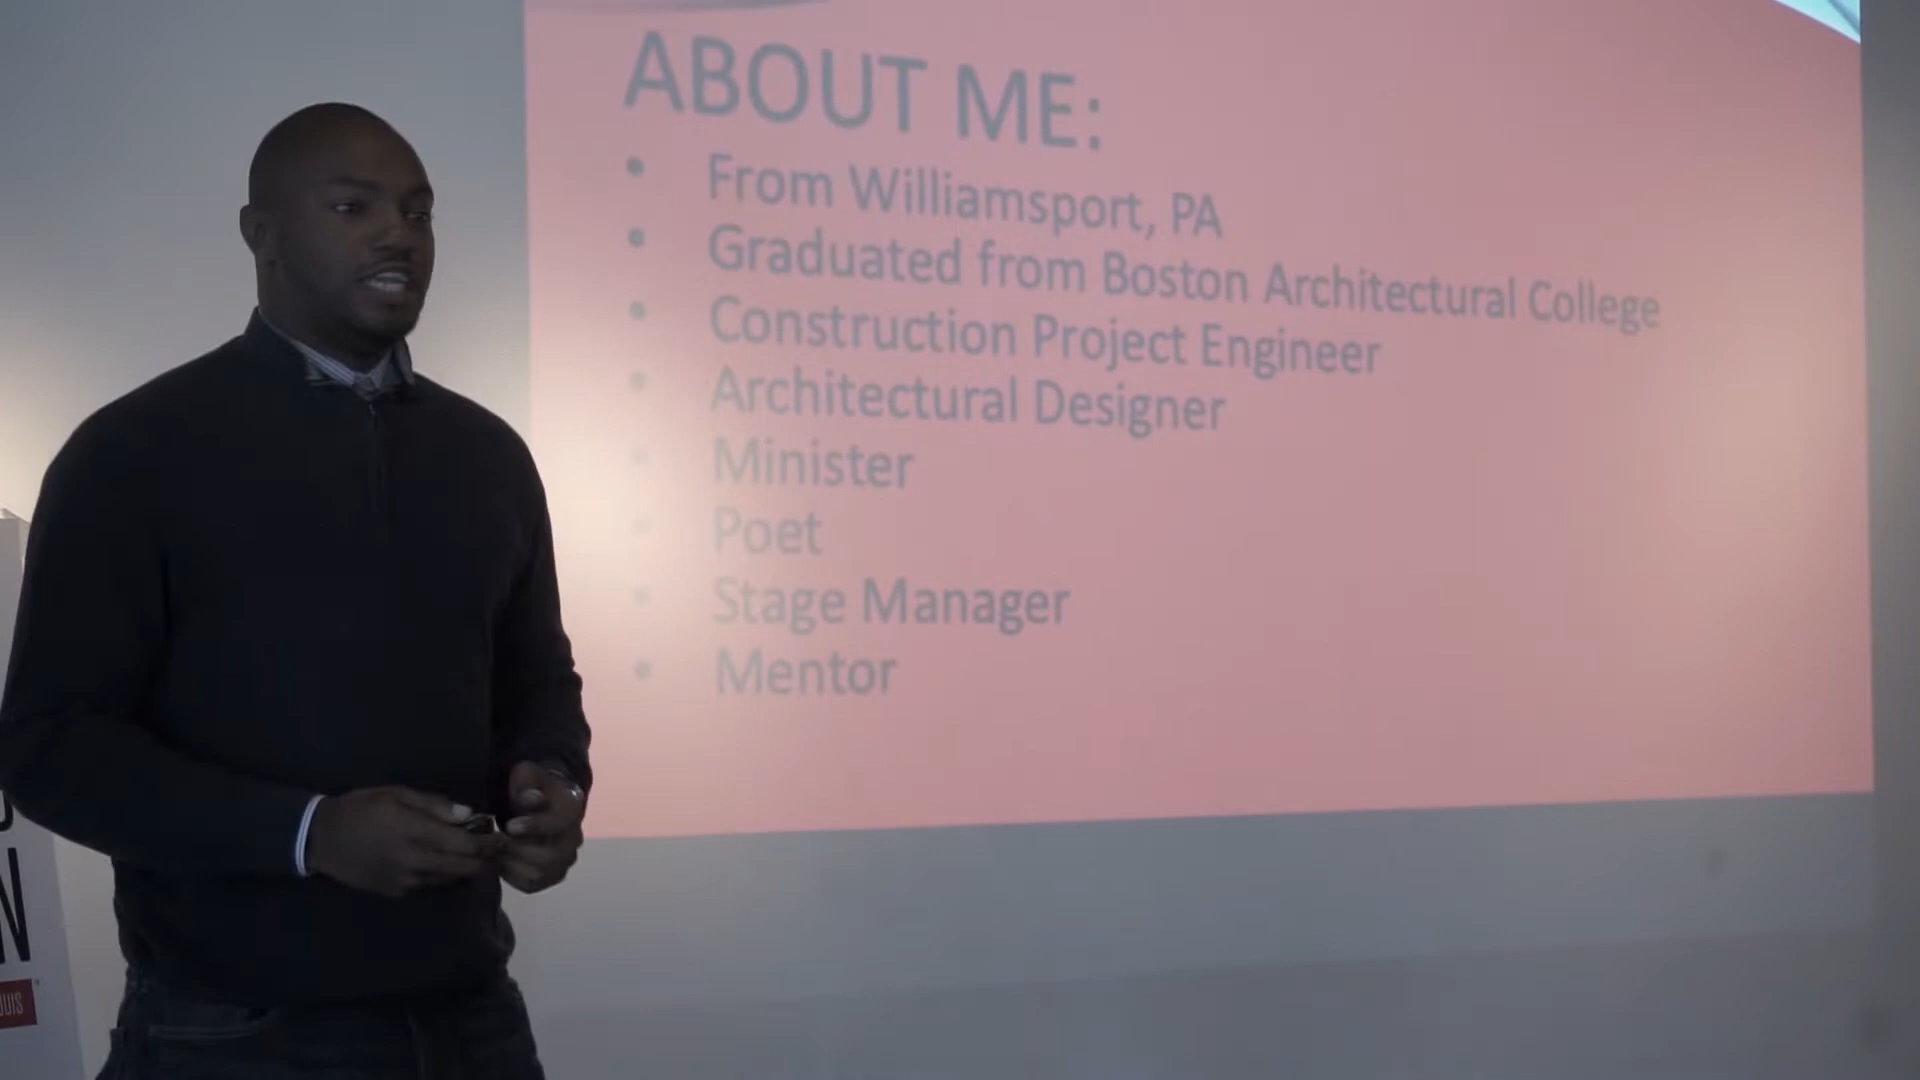 ABOUT ME:
• From Williamsport, PA
• Graduated from Boston Architectural College
• Construction Project Engineer
• Architectural Designer
• Minister
• Poet
• Stage Manager
• Mentor
N
OUIS